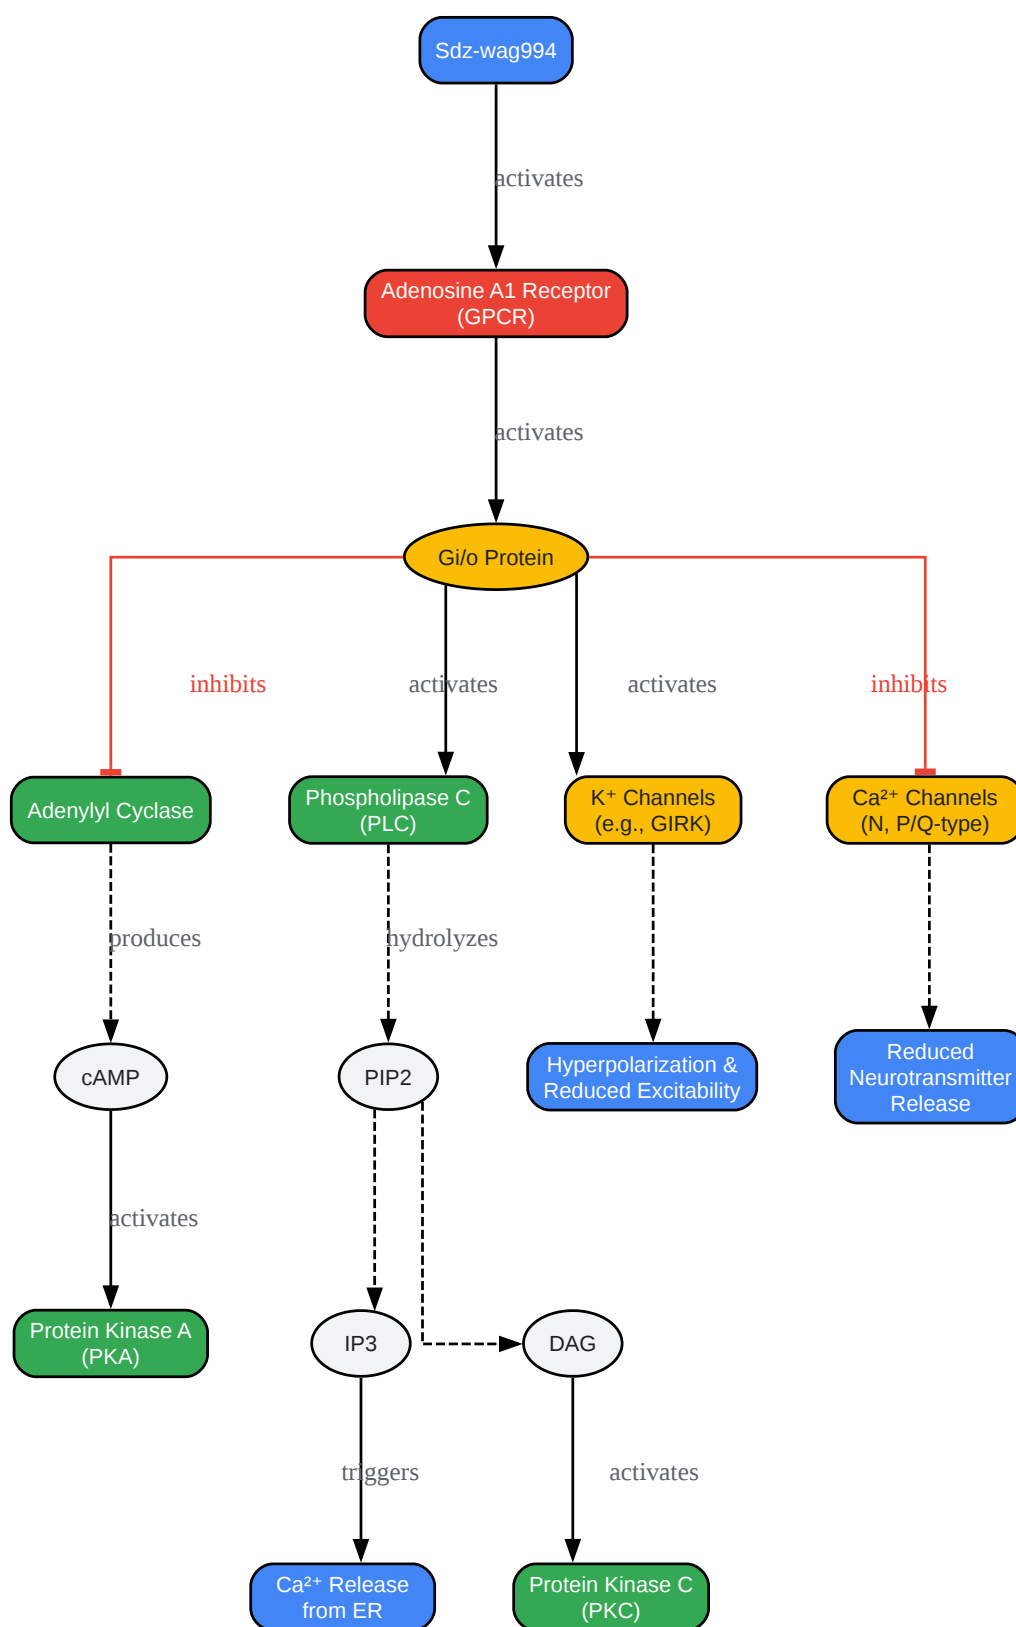 Sdz-wag994
activates
Adenosine A1 Receptor
(GPCR)
activates
Gi/o Protein
inhibits
activates
activates
inhibits
Adenylyl Cyclase
Phospholipase C
(PLC)
K⁺ Channels
(e.g., GIRK)
Ca²⁺ Channels
(N, P/Q-type)
produces
hydrolyzes
cAMP
PIP2
Hyperpolarization &
Reduced Excitability
Reduced
Neurotransmitter
Release
activates
Protein Kinase A
(PKA)
IP3
DAG
triggers
activates
Ca²⁺ Release
from ER
Protein Kinase C
(PKC)